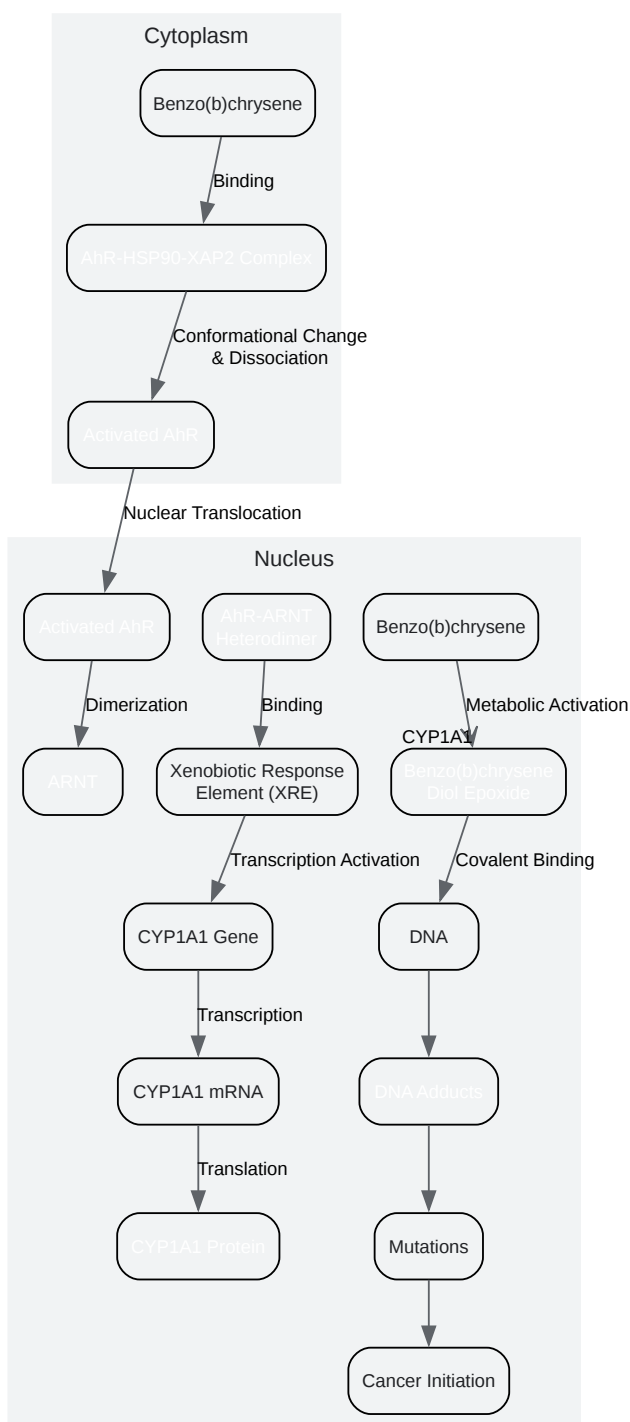 Cytoplasm
Benzo(b)chrysene
Binding
AhR-HSP90-XAP2 Complex
Conformational Change
& Dissociation
Activated AhR
Nuclear Translocation
Nucleus
Activated AhR
AhR-ARNT
Heterodimer
Benzo(b)chrysene
Dimerization
Binding
Metabolic Activation
CYP1A1
ARNT
Xenobiotic Response
Element (XRE)
Benzo(b)chrysene
Diol Epoxide
Transcription Activation
Covalent Binding
CYP1A1 Gene
DNA
Transcription
CYP1A1 mRNA
DNA Adducts
Translation
CYP1A1 Protein
Mutations
Cancer Initiation